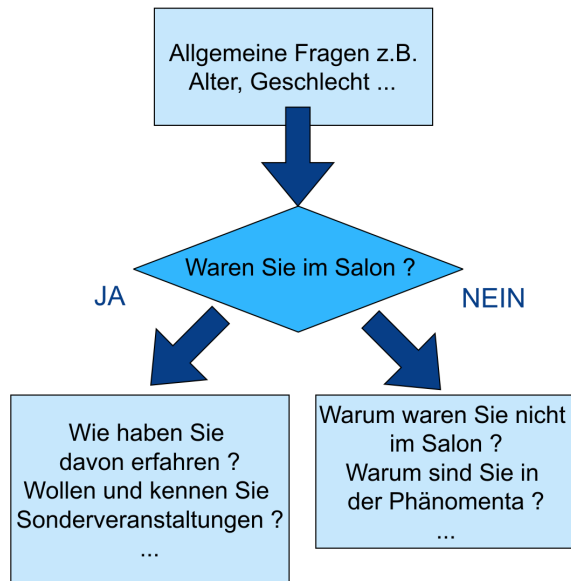 Allgemeine Fragen z.B.
Alter, Geschlecht ...
Waren Sie im Salon ?
JA
NEIN
Wie haben Sie
davon erfahren ?
Wollen und kennen Sie
Sonderveranstaltungen ?
...
Warum waren Sie nicht
im Salon ?
Warum sind Sie in
der Phänomenta ?
...